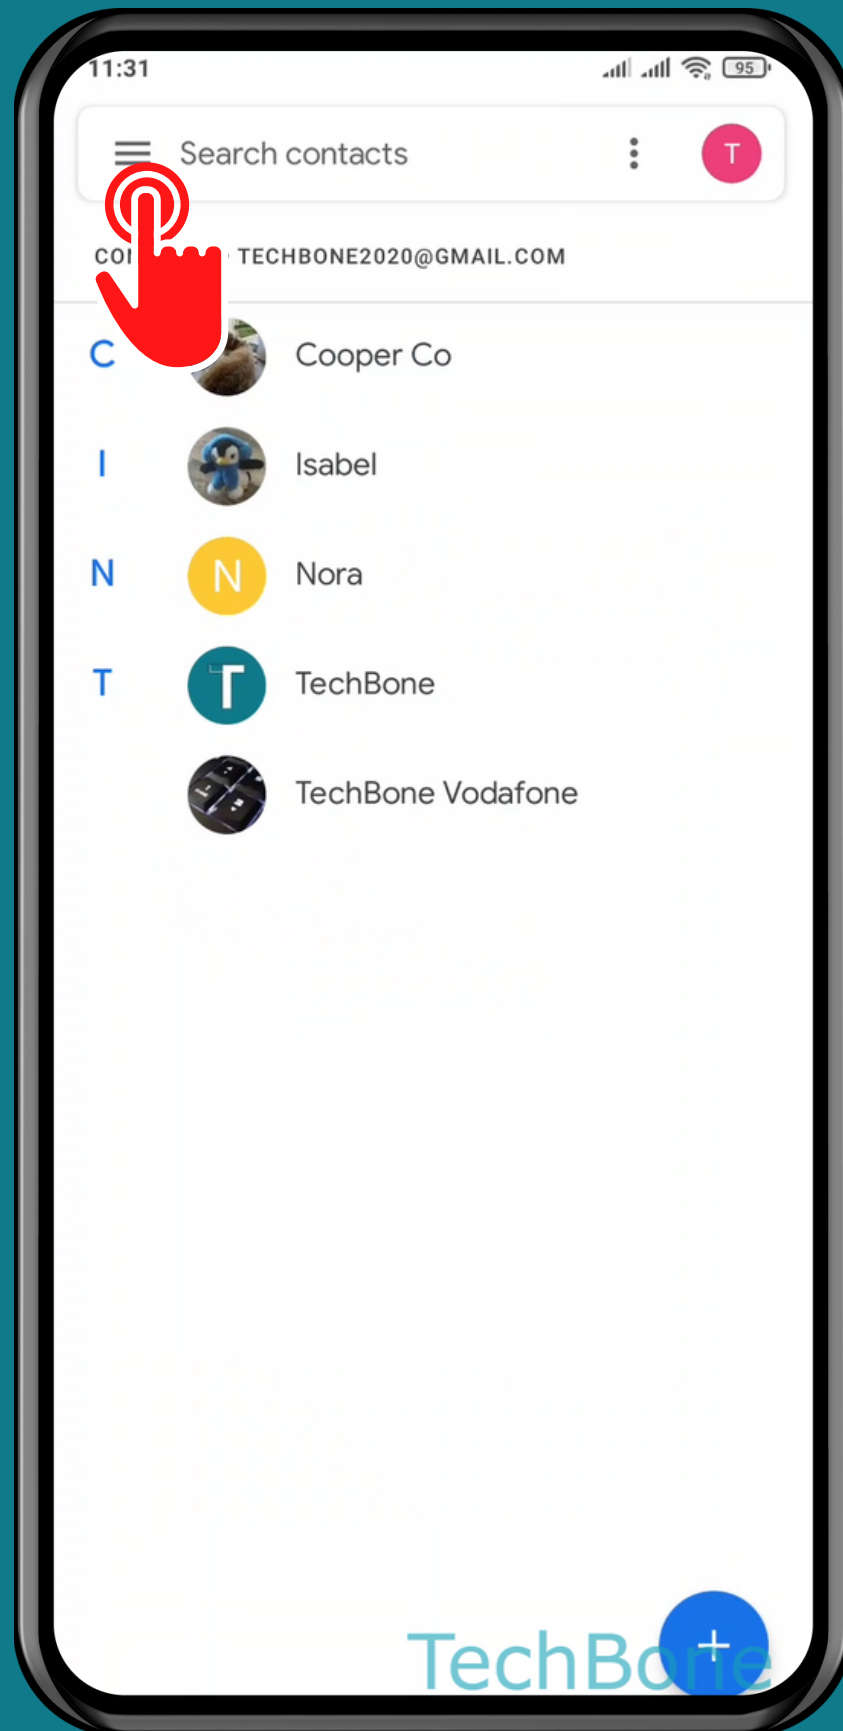 11:31 95
Search contacts T
TECHBONE2020@GMAIL.COM
C Cooper Co
I Isabel
N N Nora
T T TechBone
TechBone Vodafone
+
TechBone